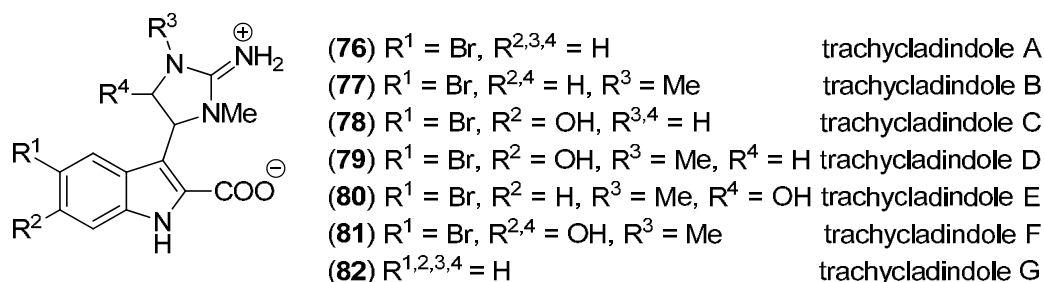 R³
⊕
NH₂
N
R⁴
NMe
R¹
COO⊖
R²
N
H
(76) R¹ = Br, R²,³,⁴ = H trachycladindole A
(77) R¹ = Br, R²,⁴ = H, R³ = Me trachycladindole B
(78) R¹ = Br, R² = OH, R³,⁴ = H trachycladindole C
(79) R¹ = Br, R² = OH, R³ = Me, R⁴ = H trachycladindole D
(80) R¹ = Br, R² = H, R³ = Me, R⁴ = OH trachycladindole E
(81) R¹ = Br, R²,⁴ = OH, R³ = Me trachycladindole F
(82) R¹,²,³,⁴ = H trachycladindole G